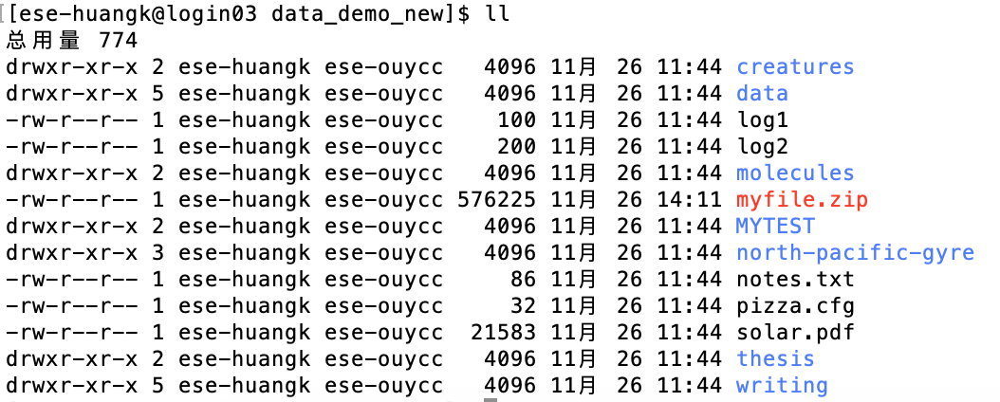 [[ese-huangk@login03 data_demo_new]$ ll
总用量 774
drwxr-xr-x 2 ese-huangk ese-ouycc   4096 11月  26 11:44 creatures
drwxr-xr-x 5 ese-huangk ese-ouycc   4096 11月  26 11:44 data
-rw-r--r-- 1 ese-huangk ese-ouycc    100 11月  26 11:44 log1
-rw-r--r-- 1 ese-huangk ese-ouycc    200 11月  26 11:44 log2
drwxr-xr-x 2 ese-huangk ese-ouycc   4096 11月  26 11:44 molecules
-rw-r--r-- 1 ese-huangk ese-ouycc 576225 11月  26 14:11 myfile.zip
drwxr-xr-x 2 ese-huangk ese-ouycc   4096 11月  26 11:44 MYTEST
drwxr-xr-x 3 ese-huangk ese-ouycc   4096 11月  26 11:44 north-pacific-gyre
-rw-r--r-- 1 ese-huangk ese-ouycc     86 11月  26 11:44 notes.txt
-rw-r--r-- 1 ese-huangk ese-ouycc     32 11月  26 11:44 pizza.cfg
-rw-r--r-- 1 ese-huangk ese-ouycc  21583 11月  26 11:44 solar.pdf
drwxr-xr-x 2 ese-huangk ese-ouycc   4096 11月  26 11:44 thesis
drwxr-xr-x 5 ese-huangk ese-ouycc   4096 11月  26 11:44 writing